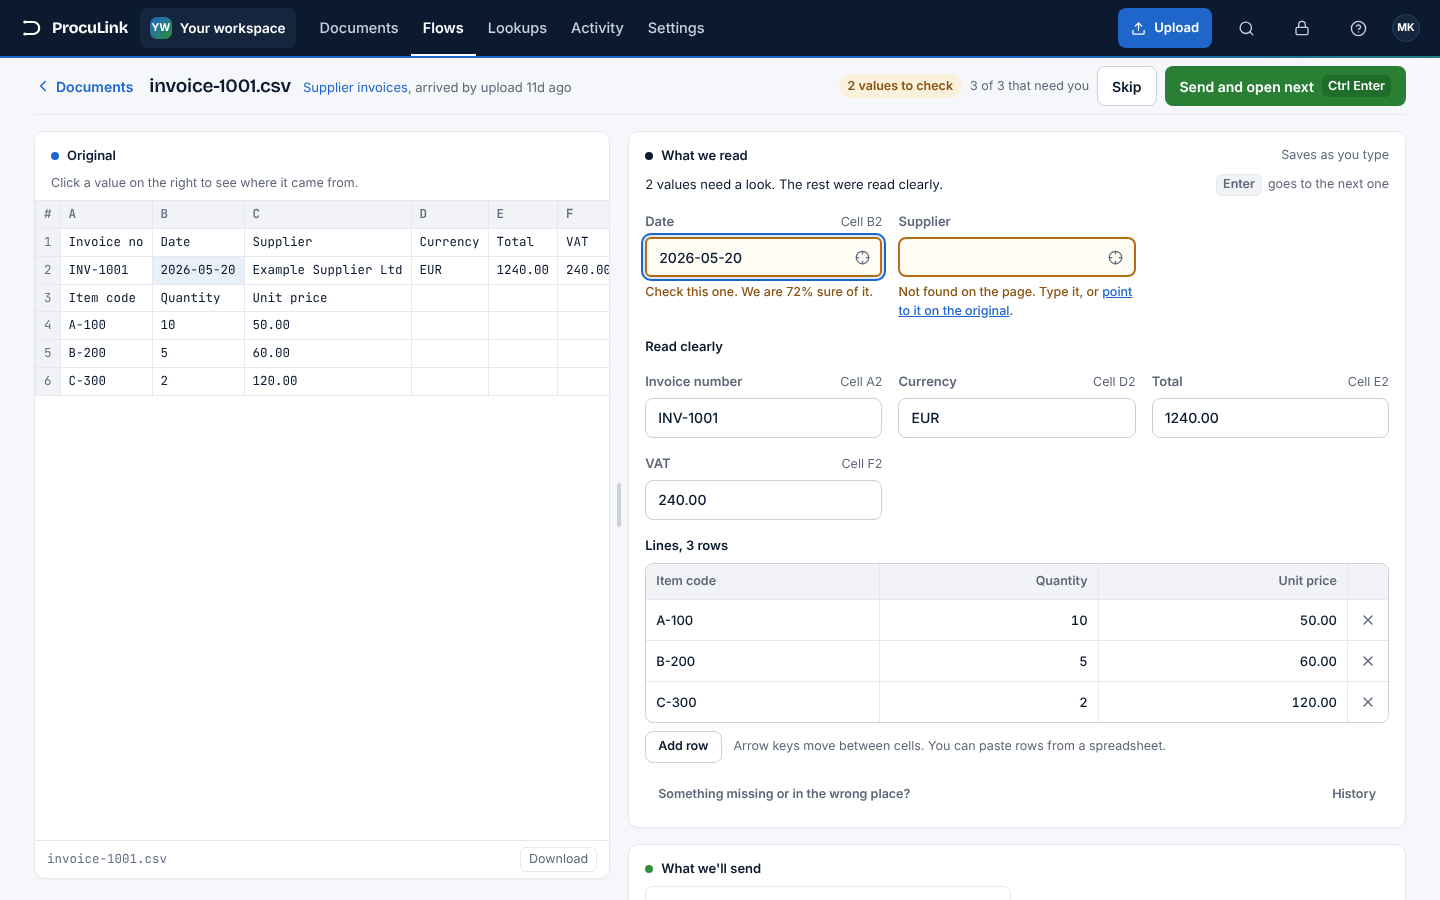 ProcuLink YW Your workspace Documents Flows Lookups Activity Settings Upload MK
Documents invoice-1001.csv Supplier invoices, arrived by upload 11d ago 2 values to check 3 of 3 that need you Skip Send and open next Ctrl Enter
Original
Click a value on the right to see where it came from.
# A B C D E F
1 Invoice no Date Supplier Currency Total VAT
2 INV-1001 2026-05-20 Example Supplier Ltd EUR 1240.00 240.00
3 Item code Quantity Unit price
4 A-100 10 50.00
5 B-200 5 60.00
6 C-300 2 120.00
invoice-1001.csv Download
What we read Saves as you type
2 values need a look. The rest were read clearly. Enter goes to the next one
Date Cell B2 Supplier
2026-05-20
Check this one. We are 72% sure of it. Not found on the page. Type it, or point
to it on the original.
Read clearly
Invoice number Cell A2 Currency Cell D2 Total Cell E2
INV-1001 EUR 1240.00
VAT Cell F2
240.00
Lines, 3 rows
Item code Quantity Unit price
A-100 10 50.00
B-200 5 60.00
C-300 2 120.00
Add row Arrow keys move between cells. You can paste rows from a spreadsheet.
Something missing or in the wrong place? History
What we'll send